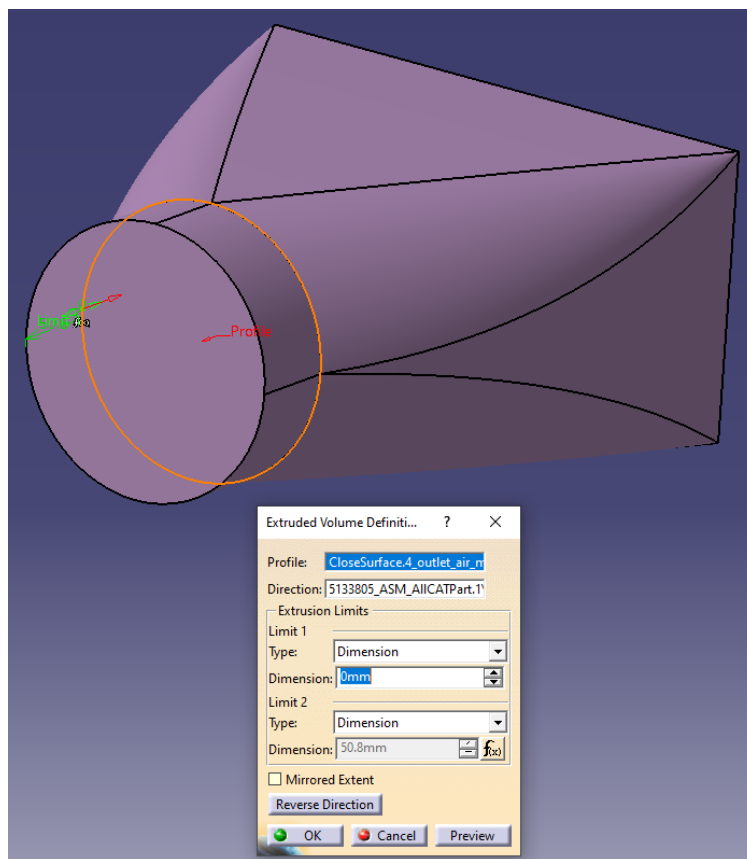 Profile
Extruded Volume Definiti... ? ×
Profile: CloseSurface.4_outlet_air_m
Direction: 5133805_ASM_AllCATPart.1\
Extrusion Limits
Limit 1
Type: Dimension
Dimension: 0mm
Limit 2
Type: Dimension
Dimension: 50.8mm f(x)
Mirrored Extent
Reverse Direction
OK Cancel Preview